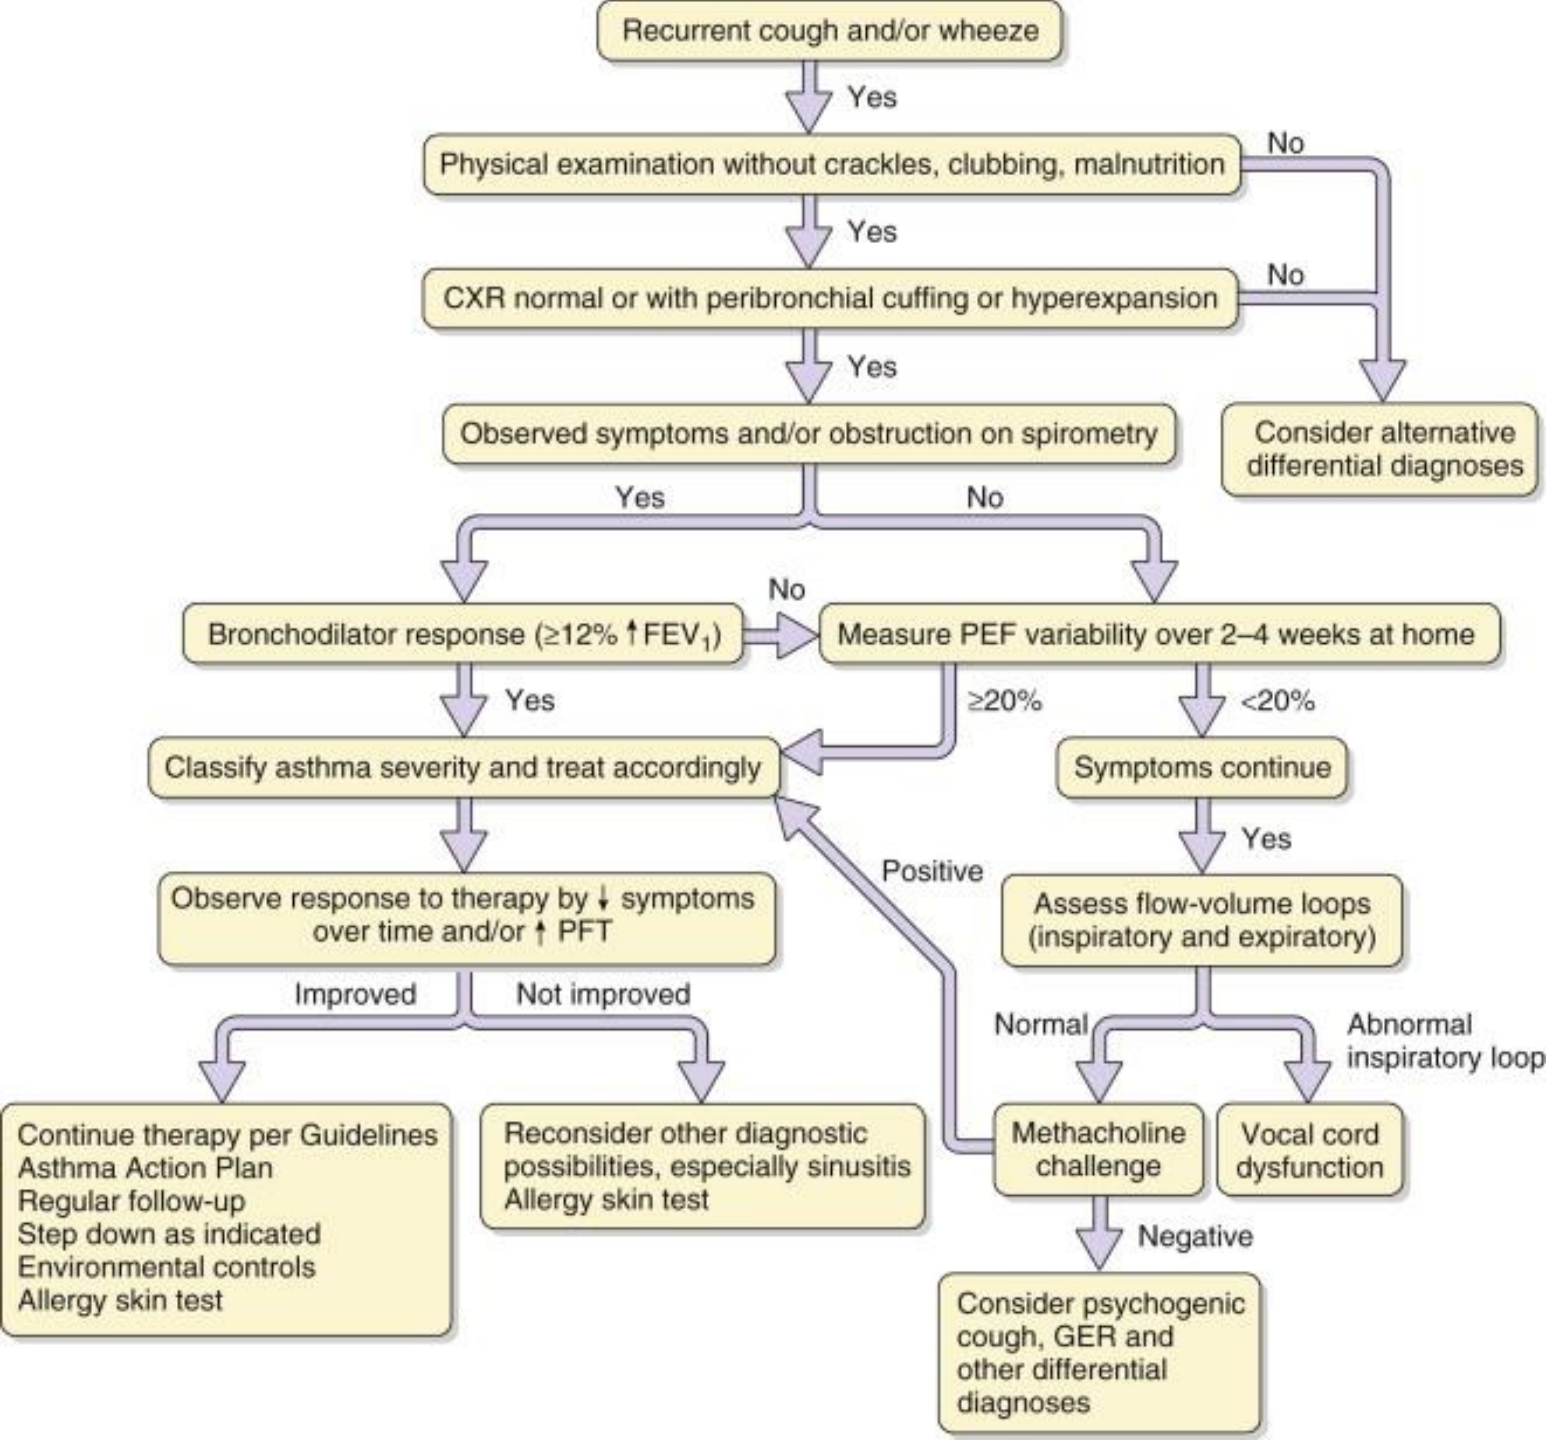 Recurrent cough and/or wheeze
Yes
Physical examination without crackles, clubbing, malnutrition
No
Yes
CXR normal or with peribronchial cuffing or hyperexpansion
No
Yes
Observed symptoms and/or obstruction on spirometry
Consider alternative
differential diagnoses
Yes
No
Bronchodilator response (≥12% ↑FEV₁)
No
Measure PEF variability over 2–4 weeks at home
Yes
≥20%
<20%
Classify asthma severity and treat accordingly
Symptoms continue
Yes
Positive
Observe response to therapy by ↓ symptoms
over time and/or ↑ PFT
Assess flow-volume loops
(inspiratory and expiratory)
Improved
Not improved
Normal
Abnormal
inspiratory loop
Continue therapy per Guidelines
Asthma Action Plan
Regular follow-up
Step down as indicated
Environmental controls
Allergy skin test
Reconsider other diagnostic
possibilities, especially sinusitis
Allergy skin test
Methacholine
challenge
Vocal cord
dysfunction
Negative
Consider psychogenic
cough, GER and
other differential
diagnoses